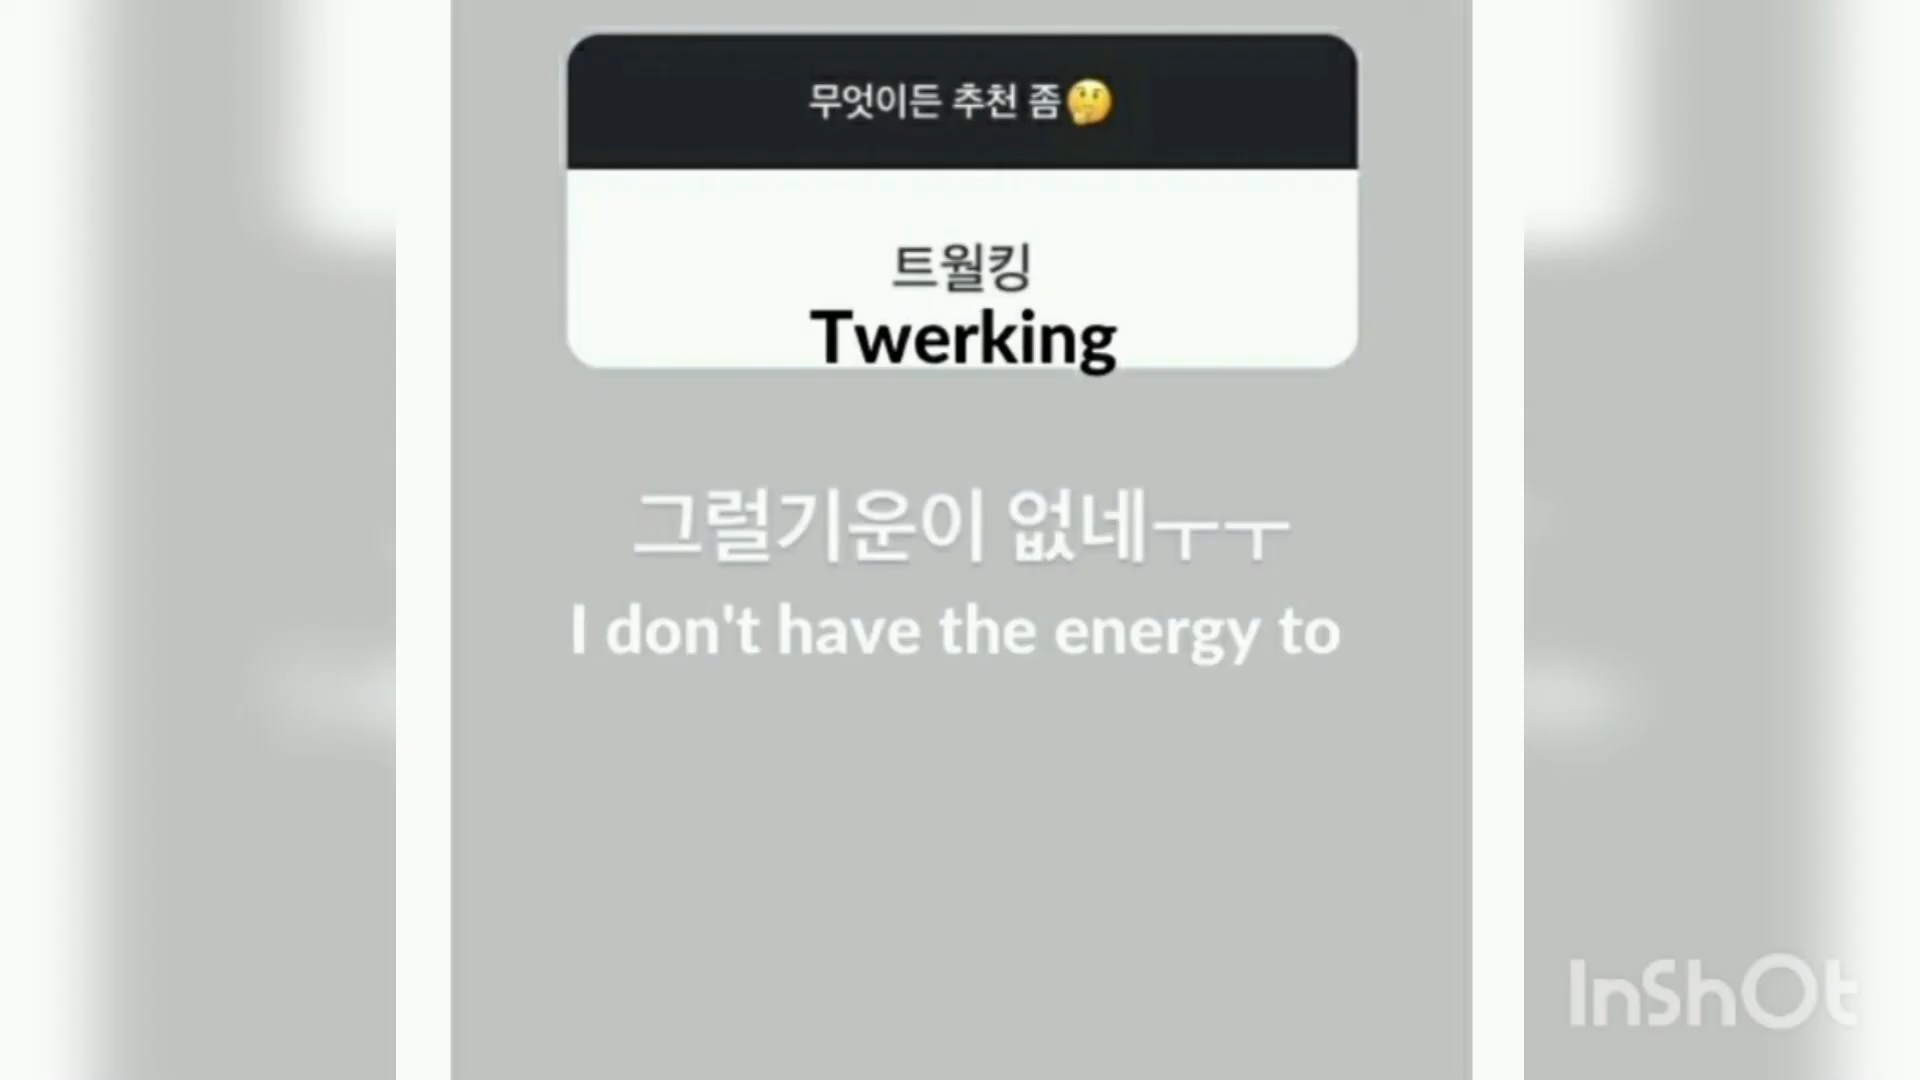 무엇이든 추천 좀🤔
트월킹
Twerking
그럴기운이 없네ㅜㅜ
I don't have the energy to
InShOt